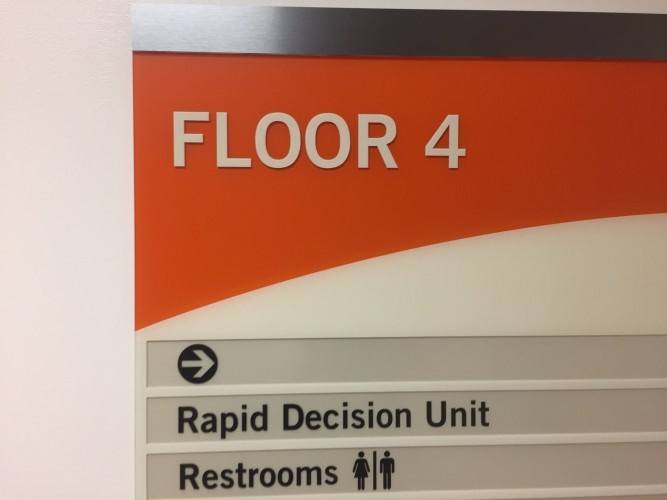 FLOOR 4
Rapid Decision Unit
Restrooms